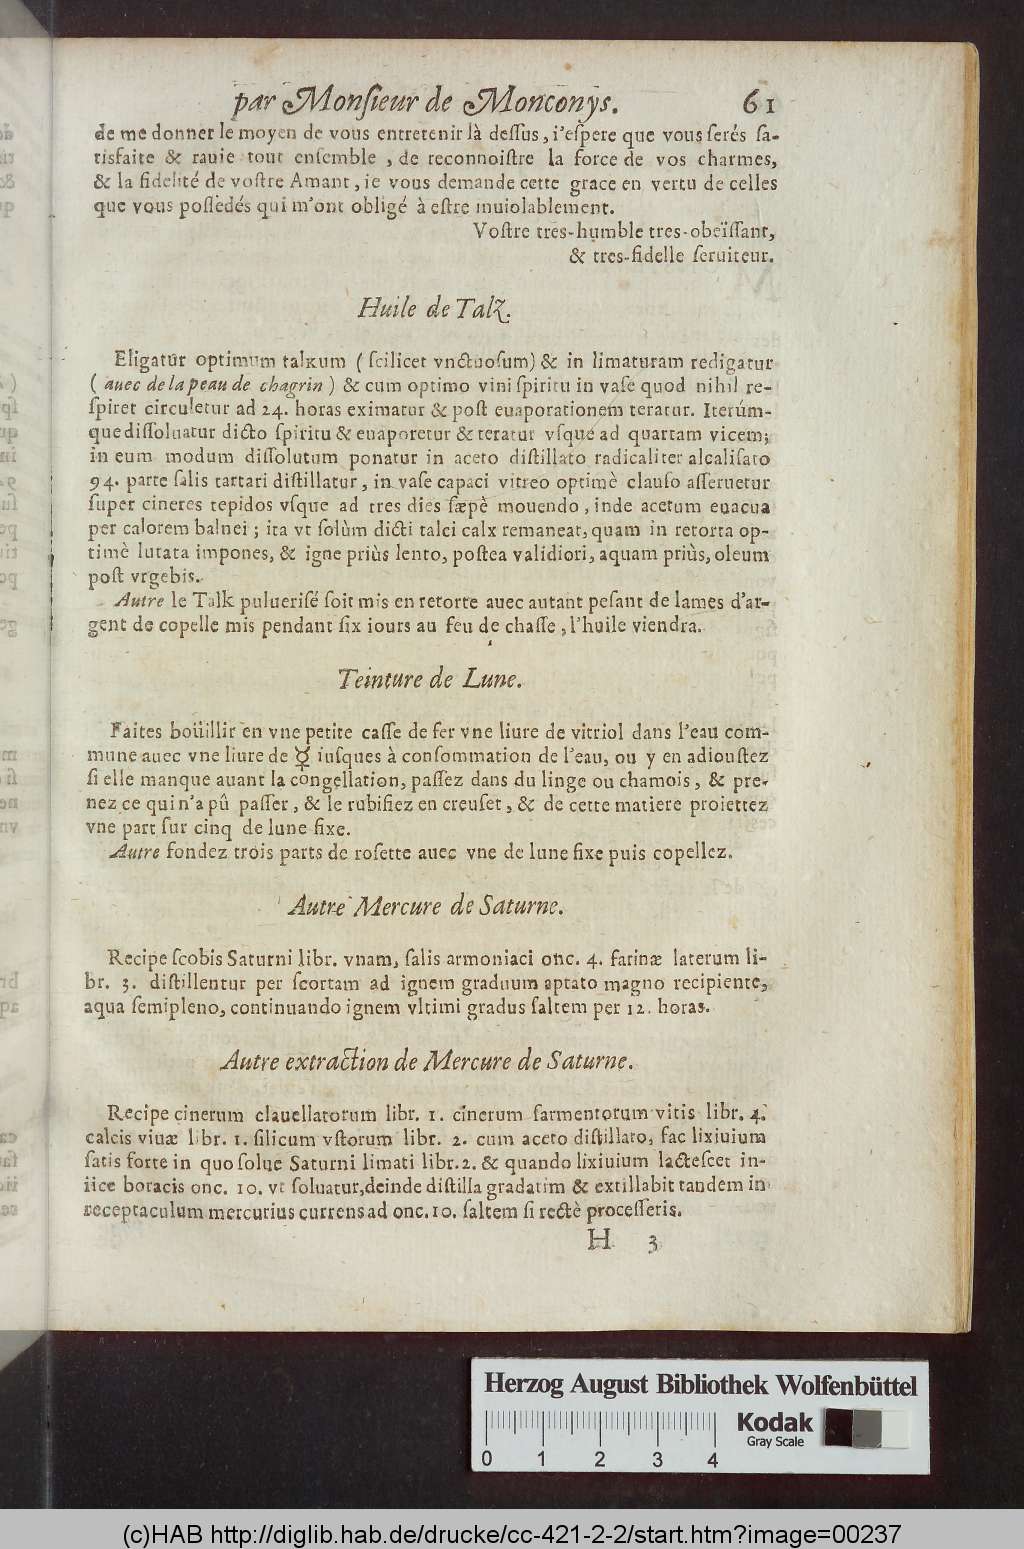 par Monſieur de Monconys. 61
de me donner le moyen de vous entretenir là deſſus, i'eſpere que vous ſerés ſa-
tisfaite & rauie tout enſemble, de reconnoiſtre la force de vos charmes,
& la fidelité de voſtre Amant, ie vous demande cette grace en vertu de celles
que vous poſſedés qui m'ont obligé à eſtre inuiolablement.
Voſtre tres-humble tres-obeïſſant,
& tres-fidelle ſeruiteur.
Huile de Talk.
Eligatur optimum talkum (ſcilicet vnctuoſum) & in limaturam redigatur
(auec de la peau de chagrin) & cum optimo vini ſpiritu in vaſe quod nihil re-
ſpiret circuletur ad 24. horas eximatur & poſt euaporationem teratur. Iterúm-
que diſſoluatur dicto ſpiritu & euaporetur & teratur vſque ad quartam vicem;
in eum modum diſſolutum ponatur in aceto diſtillato radicaliter alcaliſato
94. parte ſalis tartari diſtillatur, in vaſe capaci vitreo optimè clauſo aſſeruetur
ſuper cineres tepidos vſque ad tres dies ſæpè mouendo, inde acetum euacua
per calorem balnei; ita vt ſolùm dicti talci calx remaneat, quam in retorta op-
timè lutata impones, & igne priùs lento, poſtea validiori, aquam priùs, oleum
poſt vrgebis.
Autre le Talk pulueriſé ſoit mis en retorte auec autant peſant de lames d'ar-
gent de copelle mis pendant ſix iours au feu de chaſſe, l'huile viendra.
Teinture de Lune.
Faites boüillir en vne petite caſſe de fer vne liure de vitriol dans l'eau com-
mune auec vne liure de ☿ iuſques à conſommation de l'eau, ou y en adiouſtez
ſi elle manque auant la congellation, paſſez dans du linge ou chamois, & pre-
nez ce qui n'a pû paſſer, & le rubifiez en creuſet, & de cette matiere proiettez
vne part ſur cinq de lune fixe.
Autre fondez trois parts de roſette auec vne de lune fixe puis copellez.
Autre Mercure de Saturne.
Recipe ſcobis Saturni libr. vnam, ſalis armoniaci onc. 4. farinæ laterum li-
br. 3. diſtillentur per ſcortam ad ignem graduum aptato magno recipiente,
aqua ſemipleno, continuando ignem vltimi gradus ſaltem per 12. horas.
Autre extraction de Mercure de Saturne.
Recipe cinerum clauellatorum libr. 1. cinerum ſarmentorum vitis libr. 4.
calcis viuæ libr. 1. ſilicum vſtorum libr. 2. cum aceto diſtillato, fac lixiuium
ſatis forte in quo ſolue Saturni limati libr. 2. & quando lixiuium lacteſcet in-
iice boracis onc. 10. vt ſoluatur, deinde diſtilla gradatim & extillabit tandem in
receptaculum mercurius currens ad onc. 10. ſaltem ſi rectè proceſſeris.
H 3
Herzog August Bibliothek Wolfenbüttel
Kodak
Gray Scale
0 1 2 3 4
(c)HAB http://diglib.hab.de/drucke/cc-421-2-2/start.htm?image=00237